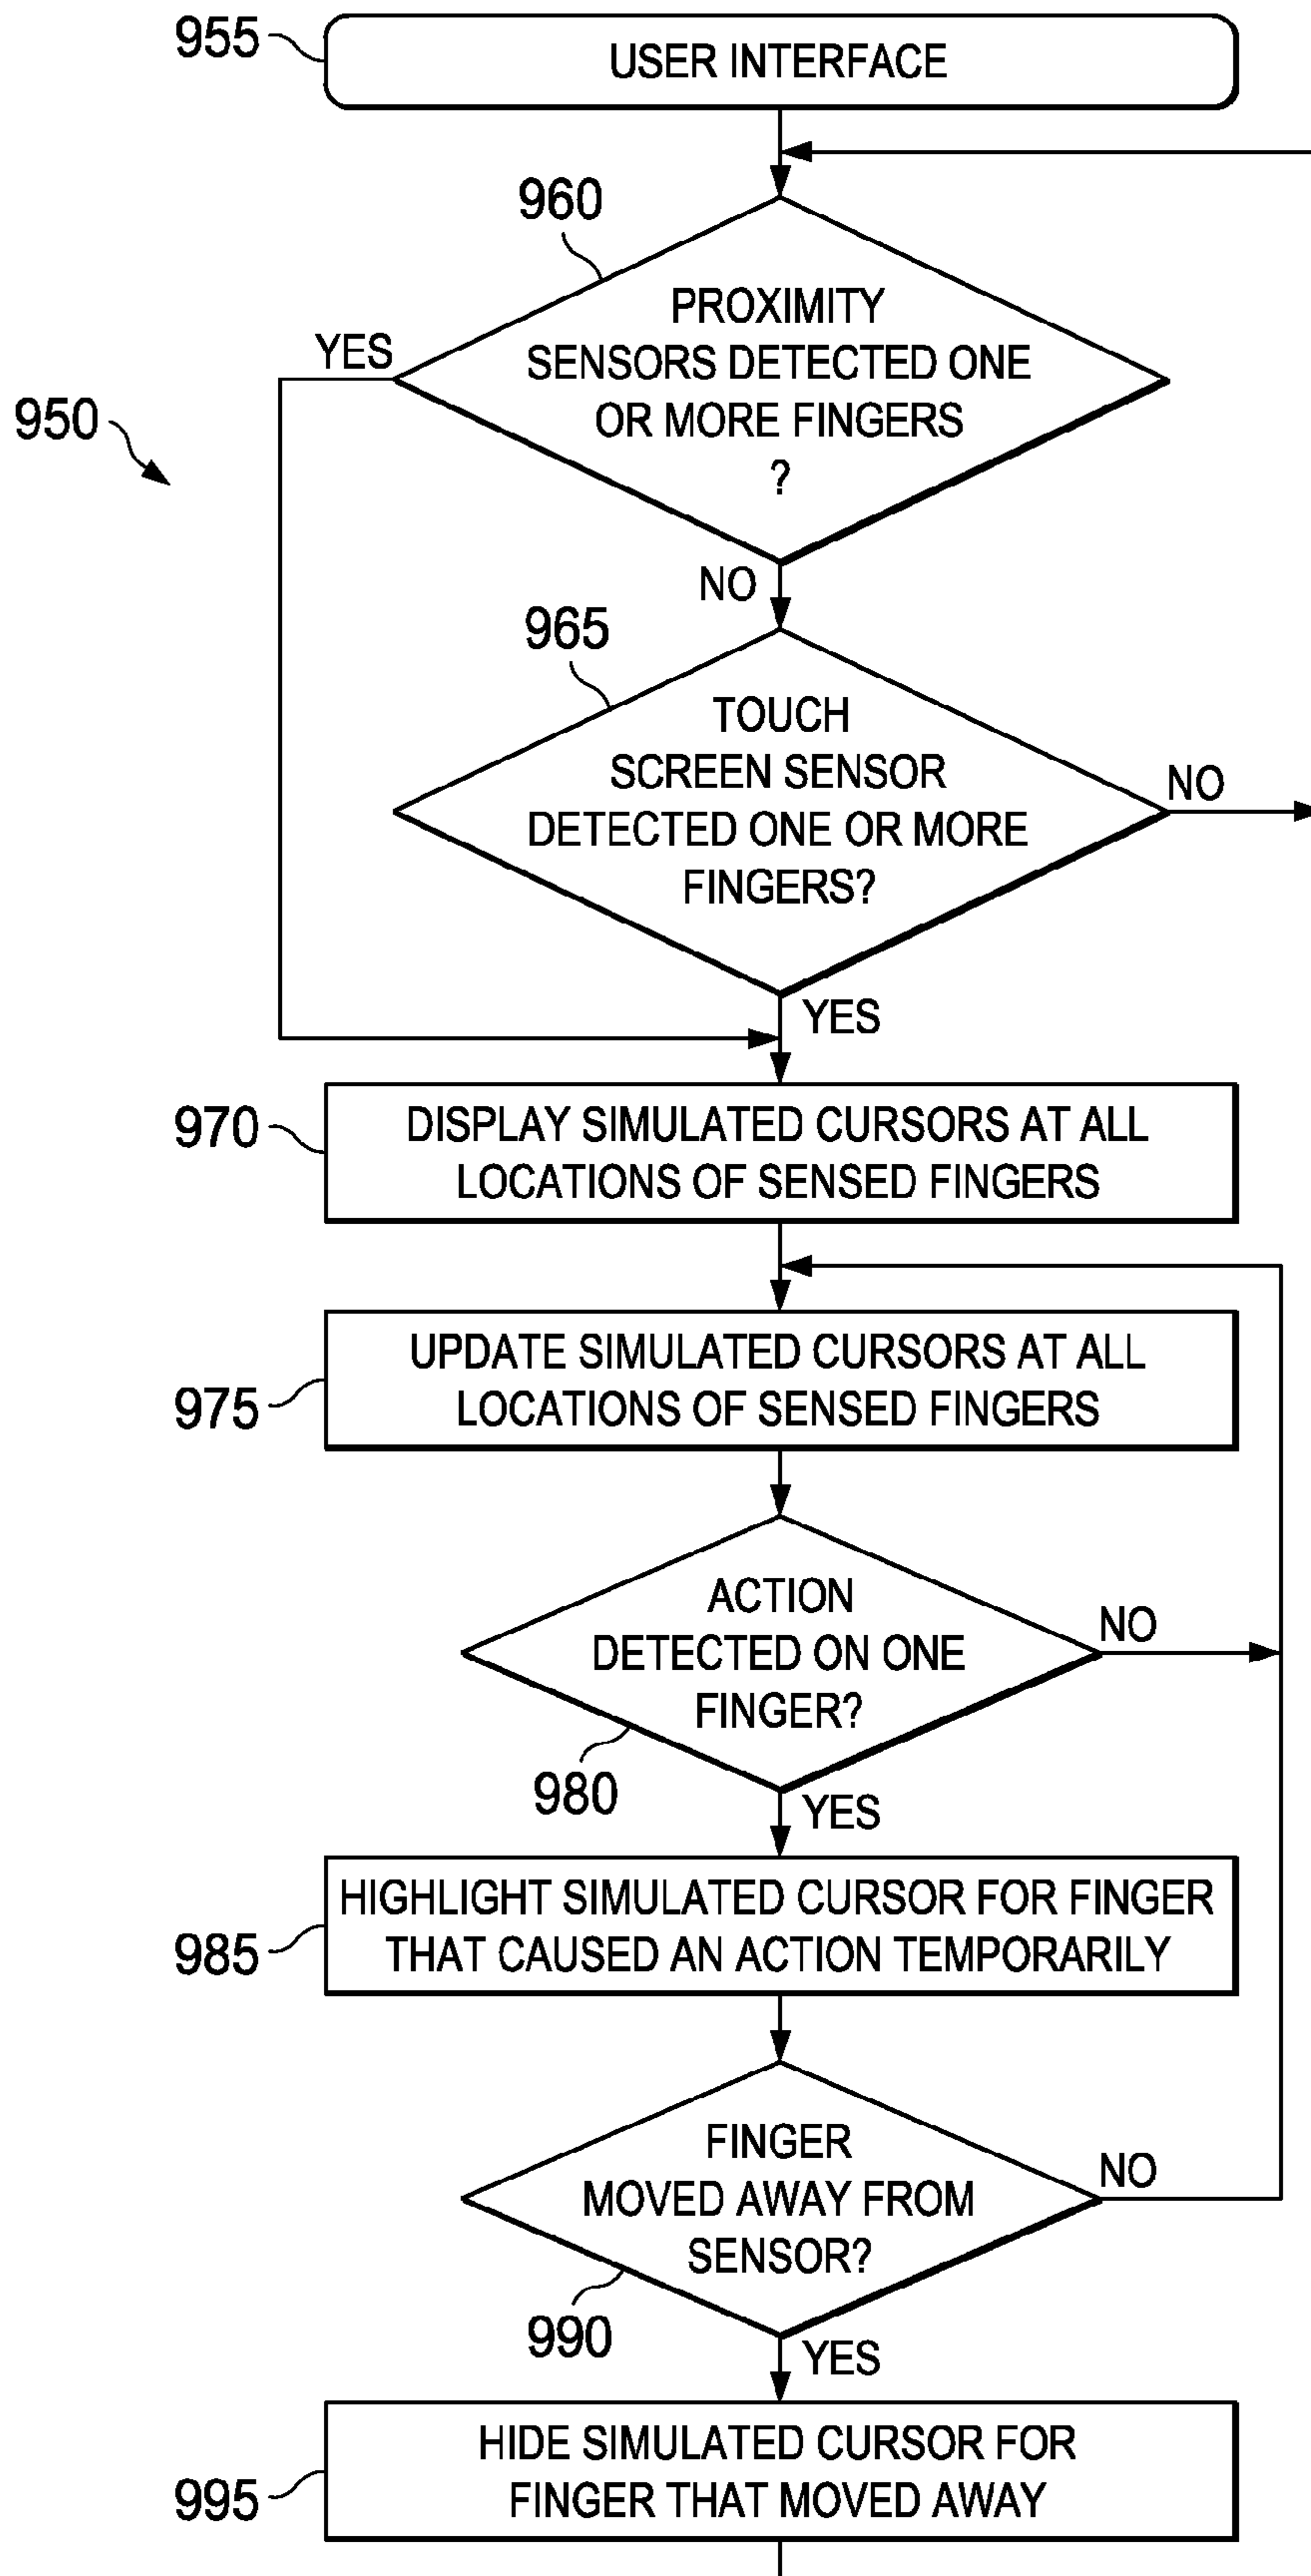 955
USER INTERFACE
960
PROXIMITY
SENSORS DETECTED ONE
OR MORE FINGERS
?
YES
950
NO
965
TOUCH
SCREEN SENSOR
DETECTED ONE OR MORE
FINGERS?
NO
YES
970
DISPLAY SIMULATED CURSORS AT ALL
LOCATIONS OF SENSED FINGERS
975
UPDATE SIMULATED CURSORS AT ALL
LOCATIONS OF SENSED FINGERS
ACTION
DETECTED ON ONE
FINGER?
NO
980
YES
985
HIGHLIGHT SIMULATED CURSOR FOR FINGER
THAT CAUSED AN ACTION TEMPORARILY
FINGER
MOVED AWAY FROM
SENSOR?
NO
990
YES
995
HIDE SIMULATED CURSOR FOR
FINGER THAT MOVED AWAY